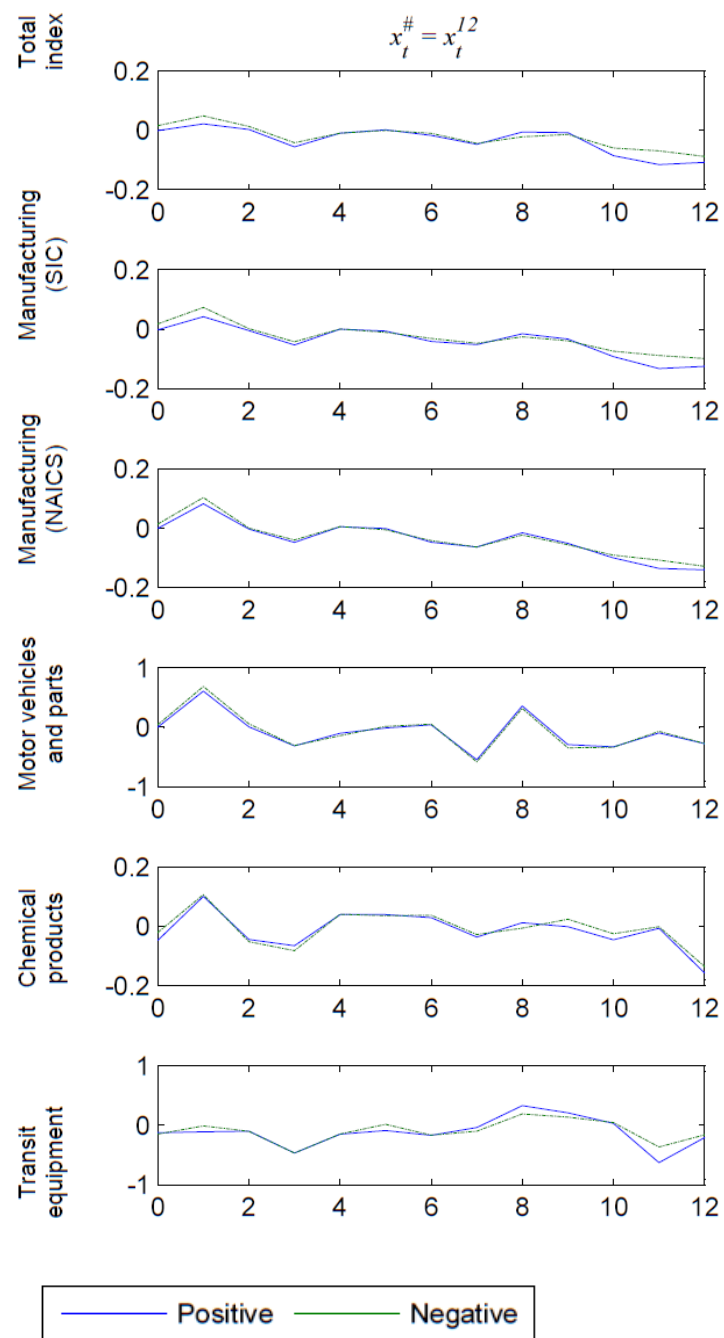 x_t^# = x_t^12
Total
index
0.2
0
-0.2
0 2 4 6 8 10 12
Manufacturing
(SIC)
0.2
0
-0.2
0 2 4 6 8 10 12
Manufacturing
(NAICS)
0.2
0
-0.2
0 2 4 6 8 10 12
Motor vehicles
and parts
1
0
-1
0 2 4 6 8 10 12
Chemical
products
0.2
0
-0.2
0 2 4 6 8 10 12
Transit
equipment
1
0
-1
0 2 4 6 8 10 12
Positive Negative